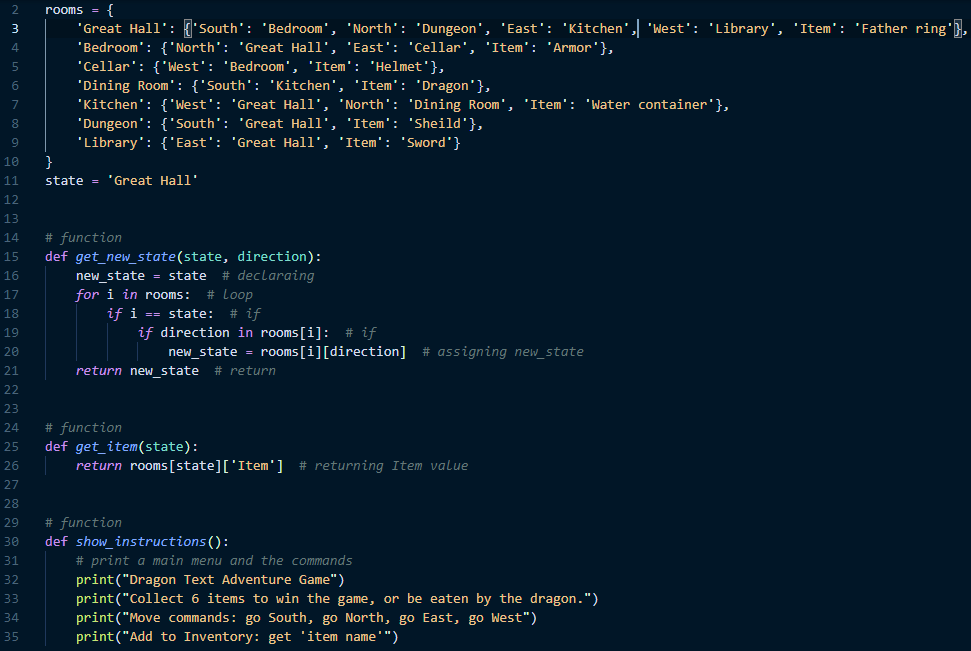 2 rooms = {
3 'Great Hall': {'South': 'Bedroom', 'North': 'Dungeon', 'East': 'Kitchen', 'West': 'Library', 'Item': 'Father ring'},
4 'Bedroom': {'North': 'Great Hall', 'East': 'Cellar', 'Item': 'Armor'},
5 'Cellar': {'West': 'Bedroom', 'Item': 'Helmet'},
6 'Dining Room': {'South': 'Kitchen', 'Item': 'Dragon'},
7 'Kitchen': {'West': 'Great Hall', 'North': 'Dining Room', 'Item': 'Water container'},
8 'Dungeon': {'South': 'Great Hall', 'Item': 'Sheild'},
9 'Library': {'East': 'Great Hall', 'Item': 'Sword'}
10 }
11 state = 'Great Hall'
12
13
14 # function
15 def get_new_state(state, direction):
16 new_state = state # declaraing
17 for i in rooms: # loop
18 if i == state: # if
19 if direction in rooms[i]: # if
20 new_state = rooms[i][direction] # assigning new_state
21 return new_state # return
22
23
24 # function
25 def get_item(state):
26 return rooms[state]['Item'] # returning Item value
27
28
29 # function
30 def show_instructions():
31 # print a main menu and the commands
32 print("Dragon Text Adventure Game")
33 print("Collect 6 items to win the game, or be eaten by the dragon.")
34 print("Move commands: go South, go North, go East, go West")
35 print("Add to Inventory: get 'item name'")